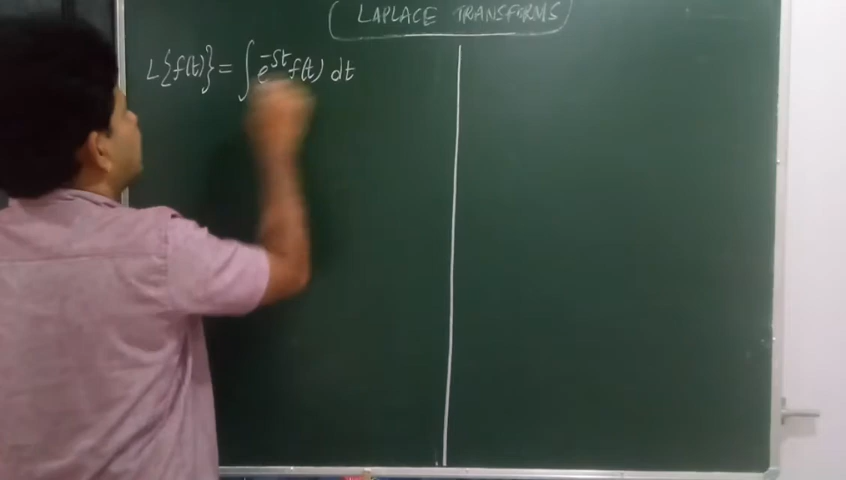 LAPLACE TRANSFORMS
L{f(t)} = ∫ e^-st f(t) dt